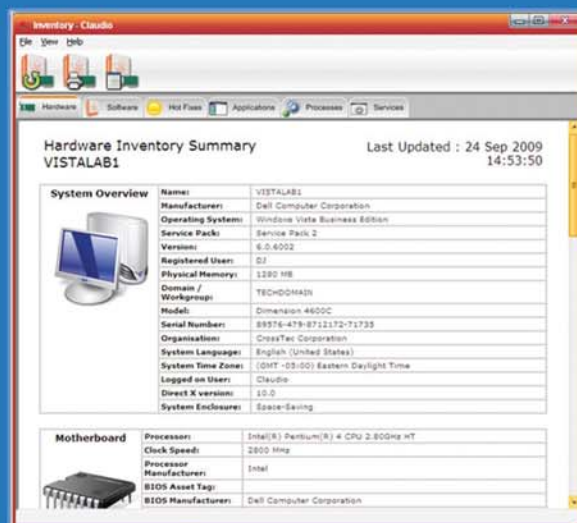 Inventory - Claudio
File View Help
Hardware Software Hot Fixes Applications Processes Services
Hardware Inventory Summary
VISTALAB1
Last Updated : 24 Sep 2009
14:53:50
System Overview
Name: VISTALAB1
Manufacturer: Dell Computer Corporation
Operating System: Windows Vista Business Edition
Service Pack: Service Pack 2
Version: 6.0.6002
Registered User: DJ
Physical Memory: 1280 MB
Domain /
Workgroup: TECHDOMAIN
Model: Dimension 4600C
Serial Number: 89576-479-8712172-71735
Organisation: CrossTec Corporation
System Language: English (United States)
System Time Zone: (GMT -05:00) Eastern Daylight Time
Logged on User: Claudio
Direct X version: 10.0
System Enclosure: Space-Saving
Motherboard
Processor: Intel(R) Pentium(R) 4 CPU 2.80GHz HT
Clock Speed: 2800 MHz
Processor
Manufacturer: Intel
BIOS Asset Tag:
BIOS Manufacturer: Dell Computer Corporation